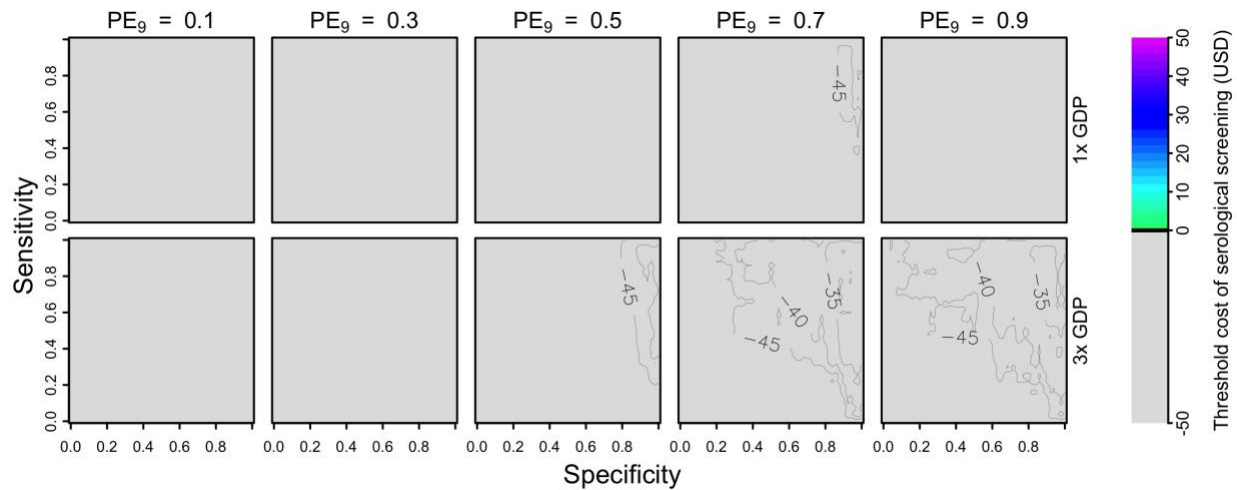 PE9 = 0.1 PE9 = 0.3 PE9 = 0.5 PE9 = 0.7 PE9 = 0.9
Sensitivity
0.0 0.2 0.4 0.6 0.8
-45
1x GDP
0.0 0.2 0.4 0.6 0.8
-45
-45 -40 -35
-45 -40 -35
3x GDP
0.0 0.2 0.4 0.6 0.8 0.0 0.2 0.4 0.6 0.8 0.0 0.2 0.4 0.6 0.8 0.0 0.2 0.4 0.6 0.8 0.0 0.2 0.4 0.6 0.8
Specificity
-50 0 10 20 30 40 50
Threshold cost of serological screening (USD)